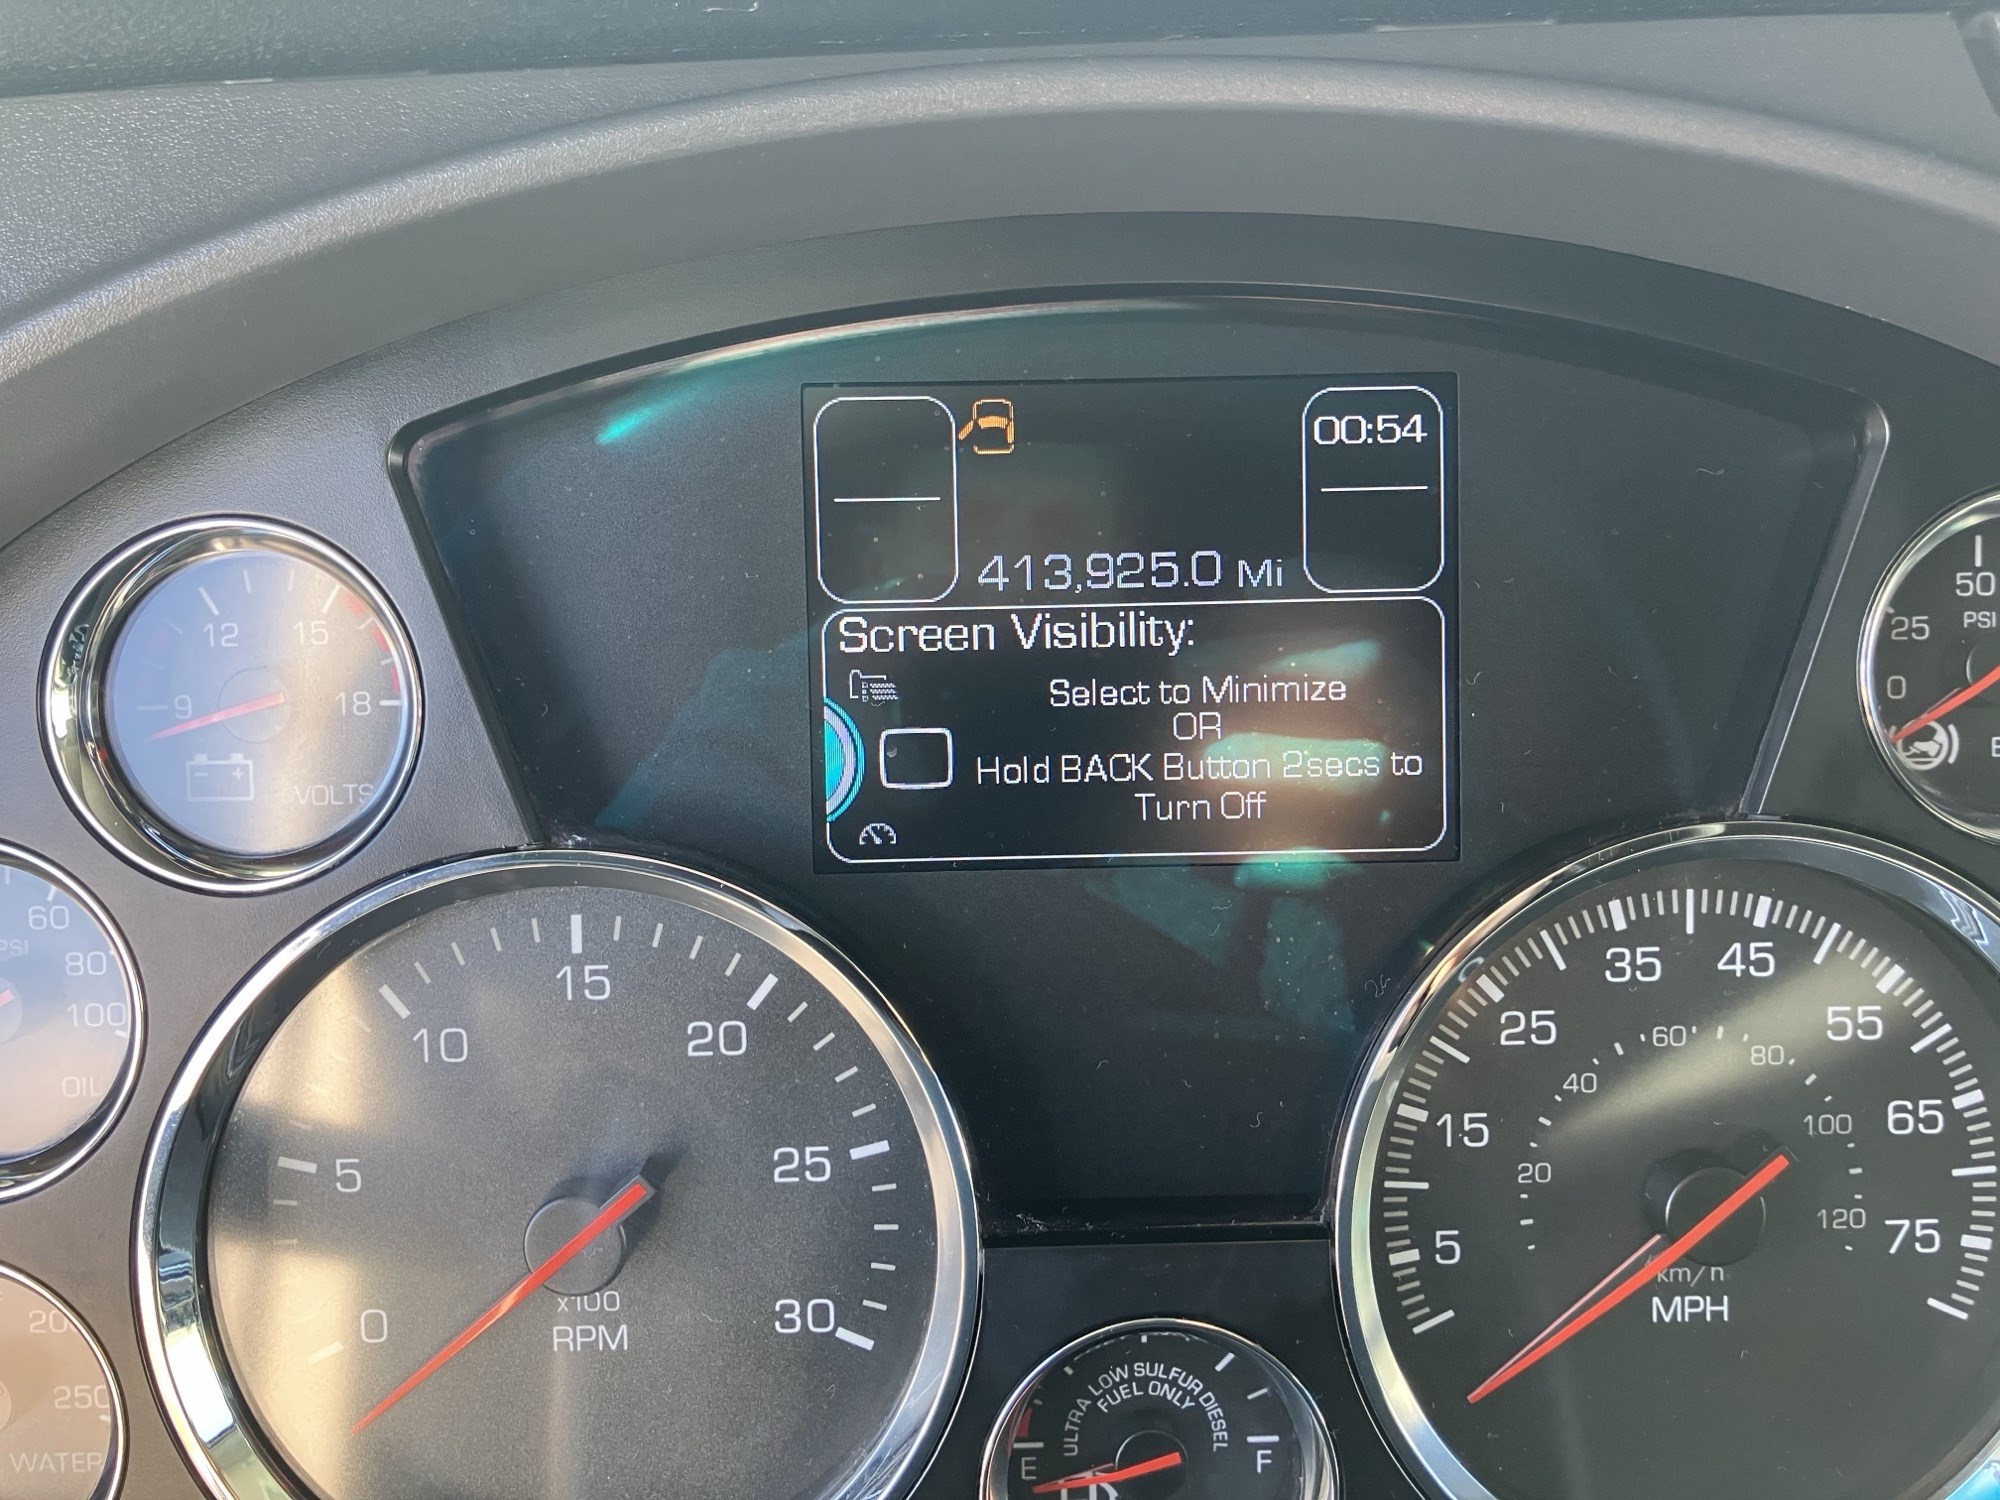 00:54
413,925.0 Mi
Screen Visibility:
Select to Minimize
OR
Hold BACK Button 2secs to
Turn Off
9
12
15
18
VOLTS
60
PSI
80
100
OIL
200
250
WATER
0
5
10
15
20
25
30
x100
RPM
5
15
25
35
45
55
65
75
20
40
60
80
100
120
km/h
MPH
ULTRA LOW SULFUR DIESEL
FUEL ONLY
E
F
0
25
50
PSI